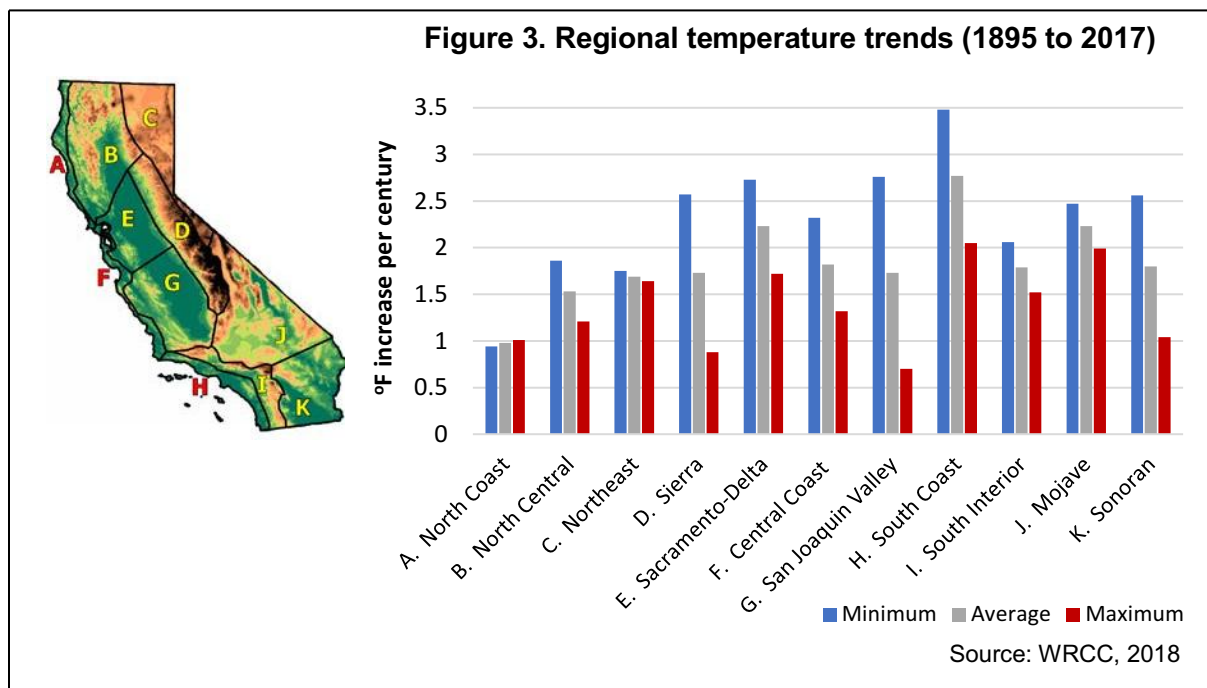 Figure 3. Regional temperature trends (1895 to 2017)
A
B
C
D
E
F
G
H
I
J
K
ºF increase per century
3.5
3
2.5
2
1.5
1
0.5
0
A. North Coast
B. North Central
C. Northeast
D. Sierra
E. Sacramento-Delta
F. Central Coast
G. San Joaquin Valley
H. South Coast
I. South Interior
J. Mojave
K. Sonoran
Minimum Average Maximum
Source: WRCC, 2018